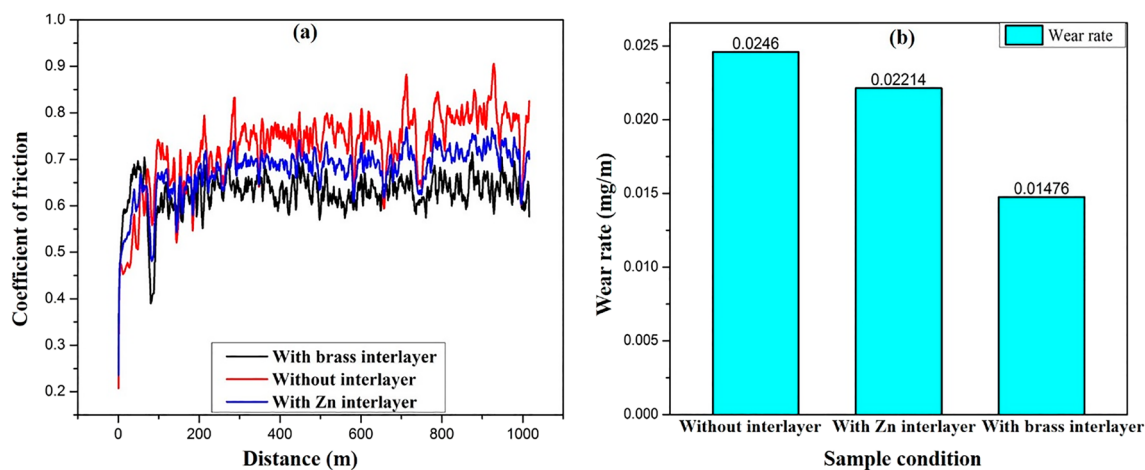 (a)
1.0
0.9
0.8
0.7
0.6
0.5
0.4
0.3
0.2
Coefficient of friction
With brass interlayer
Without interlayer
With Zn interlayer
0
200
400
600
800
1000
Distance (m)
(b)
Wear rate
0.025
0.020
0.015
0.010
0.005
0.000
Wear rate (mg/m)
0.0246
0.02214
0.01476
Without interlayer
With Zn interlayer
With brass interlayer
Sample condition